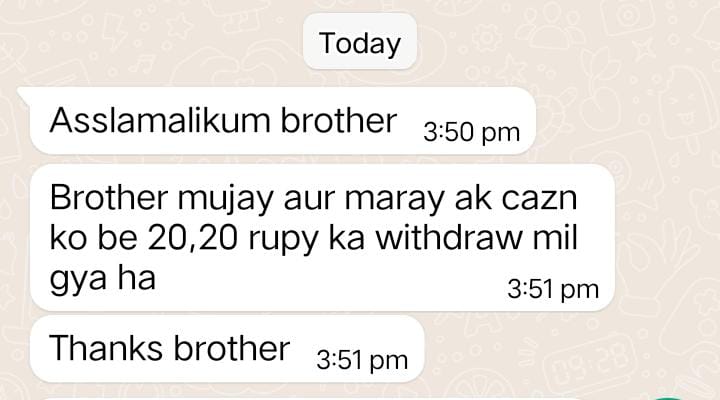 Today
Asslamalikum brother 3:50 pm
Brother mujay aur maray ak cazn
ko be 20,20 rupy ka withdraw mil
gya ha 3:51 pm
Thanks brother 3:51 pm